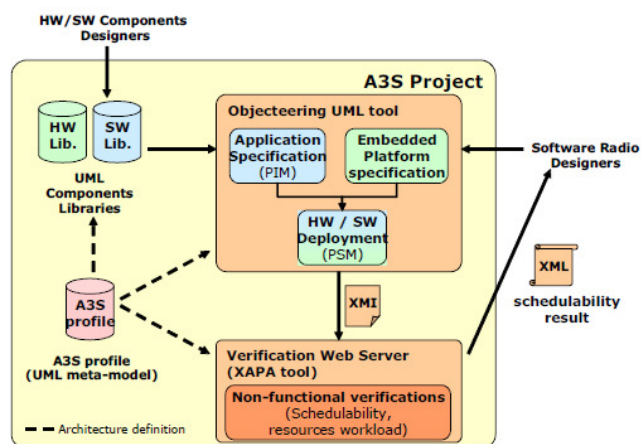 HW/SW Components
Designers
A3S Project
Objecteering UML tool
HW
Lib.
SW
Lib.
Application
Specification
(PIM)
Embedded
Platform
specification
Software Radio
Designers
UML
Components
Libraries
HW / SW
Deployment
(PSM)
XML
schedulability
result
XMI
A3S
profile
A3S profile
(UML meta-model)
Verification Web Server
(XAPA tool)
Non-functional verifications
(Schedulability,
resources workload)
Architecture definition